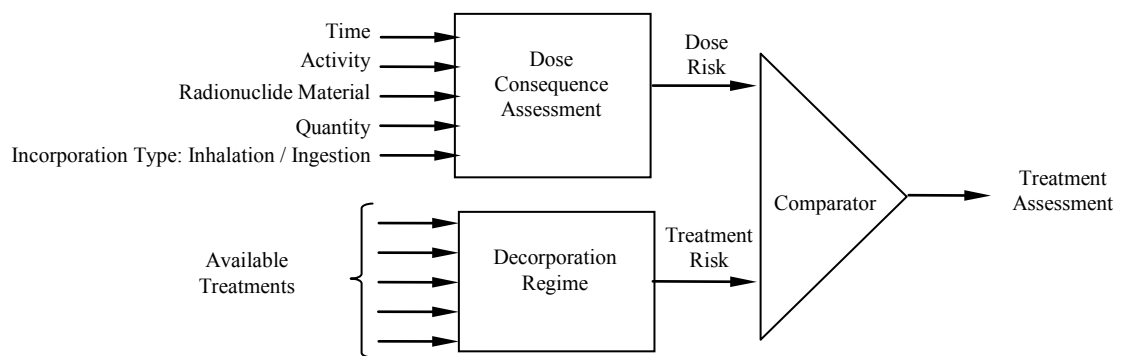 Time
Activity
Radionuclide Material
Quantity
Incorporation Type: Inhalation / Ingestion
Dose
Consequence
Assessment
Dose
Risk
Available
Treatments
Decorporation
Regime
Treatment
Risk
Comparator
Treatment
Assessment